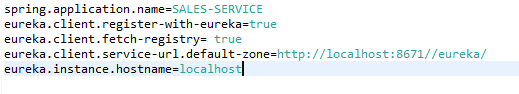 spring.application.name=SALES-SERVICE
eureka.client.register-with-eureka=true
eureka.client.fetch-registry= true
eureka.client.service-url.default-zone=http://localhost:8671//eureka/
eureka.instance.hostname=localhost